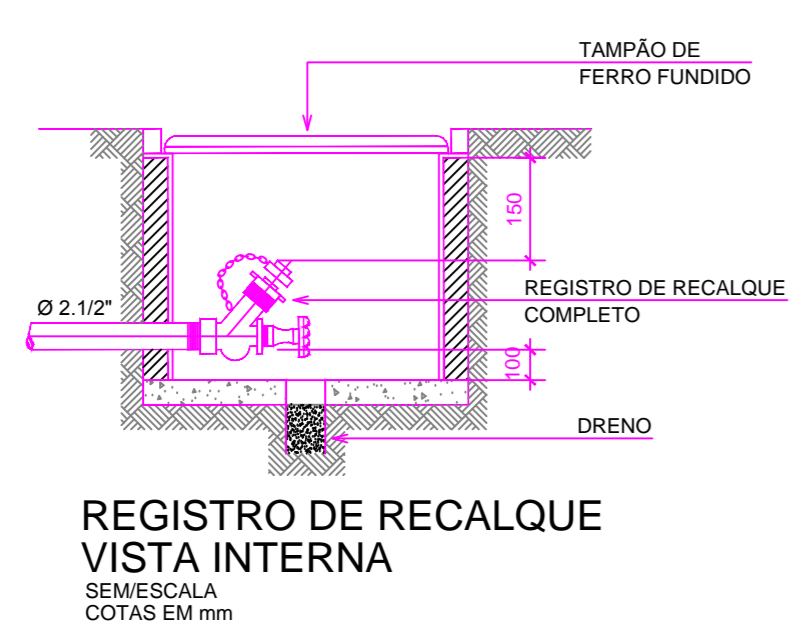 TAMPÃO DE
FERRO FUNDIDO
150
REGISTRO DE RECALQUE
COMPLETO
Ø 2.1/2"
100
DRENO
REGISTRO DE RECALQUE
VISTA INTERNA
SEM/ESCALA
COTAS EM mm